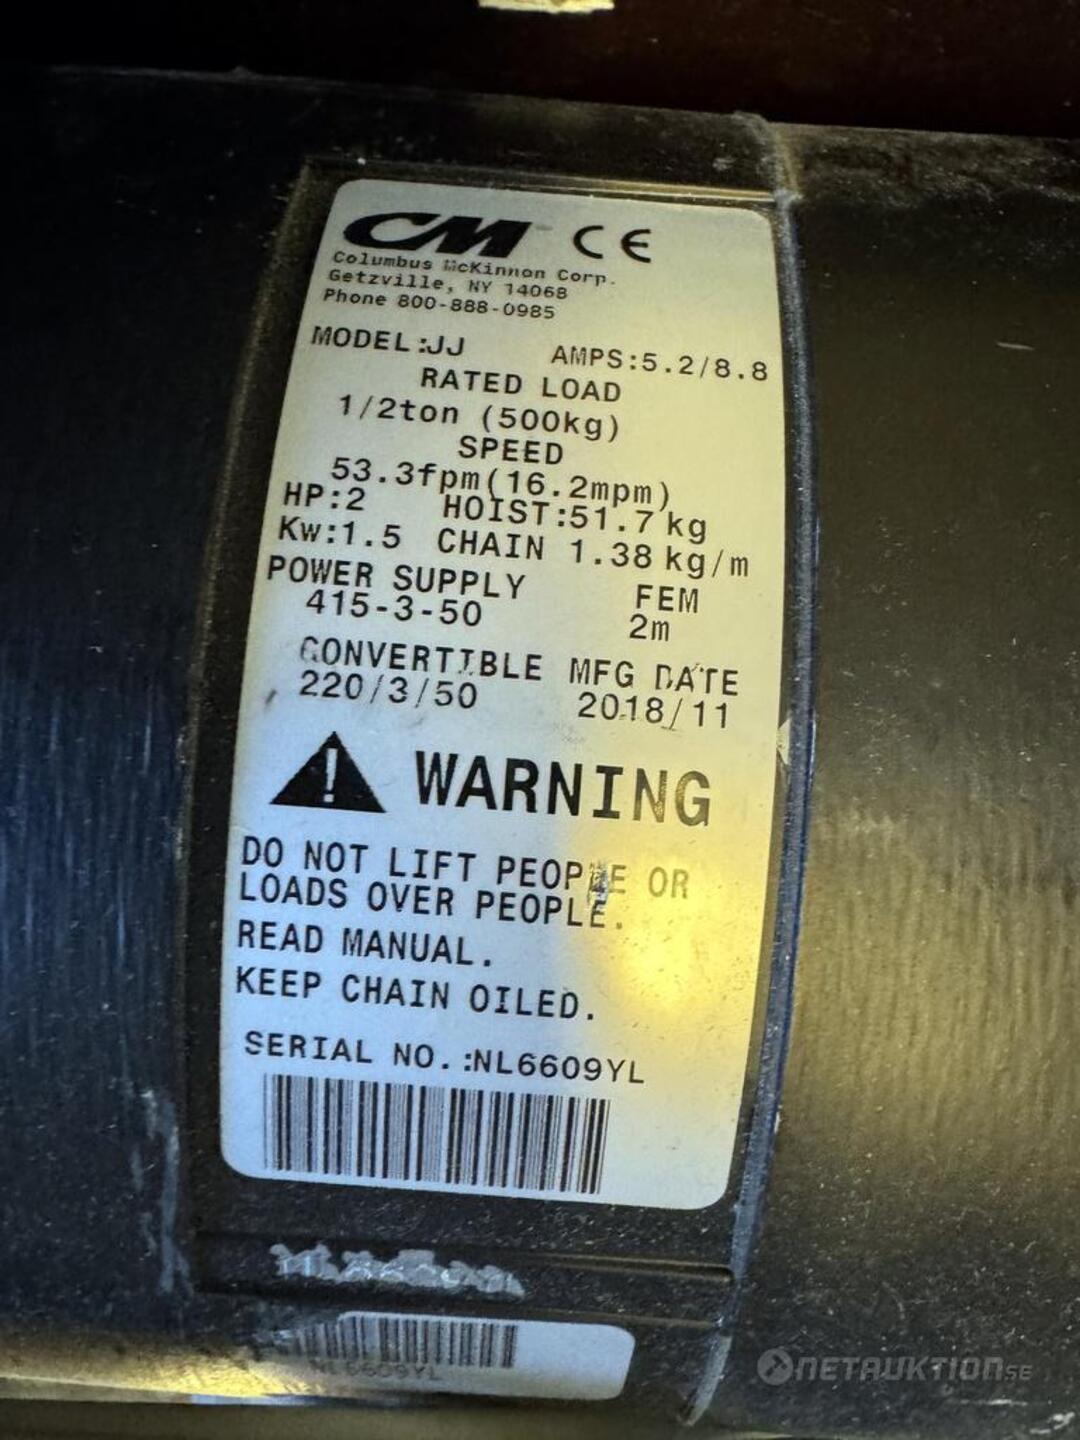 CM CE
Columbus McKinnon Corp.
Getzville, NY 14068
Phone 800-888-0985
MODEL:JJ AMPS:5.2/8.8
RATED LOAD
1/2ton (500kg)
SPEED
53.3fpm(16.2mpm)
HP:2 HOIST:51.7kg
Kw:1.5 CHAIN 1.38kg/m
POWER SUPPLY FEM
415-3-50 2m
CONVERTIBLE MFG DATE
220/3/50 2018/11
WARNING
DO NOT LIFT PEOPLE OR
LOADS OVER PEOPLE.
READ MANUAL.
KEEP CHAIN OILED.
SERIAL NO.:NL6609YL
NL6609YL
NETAUKTION.SE